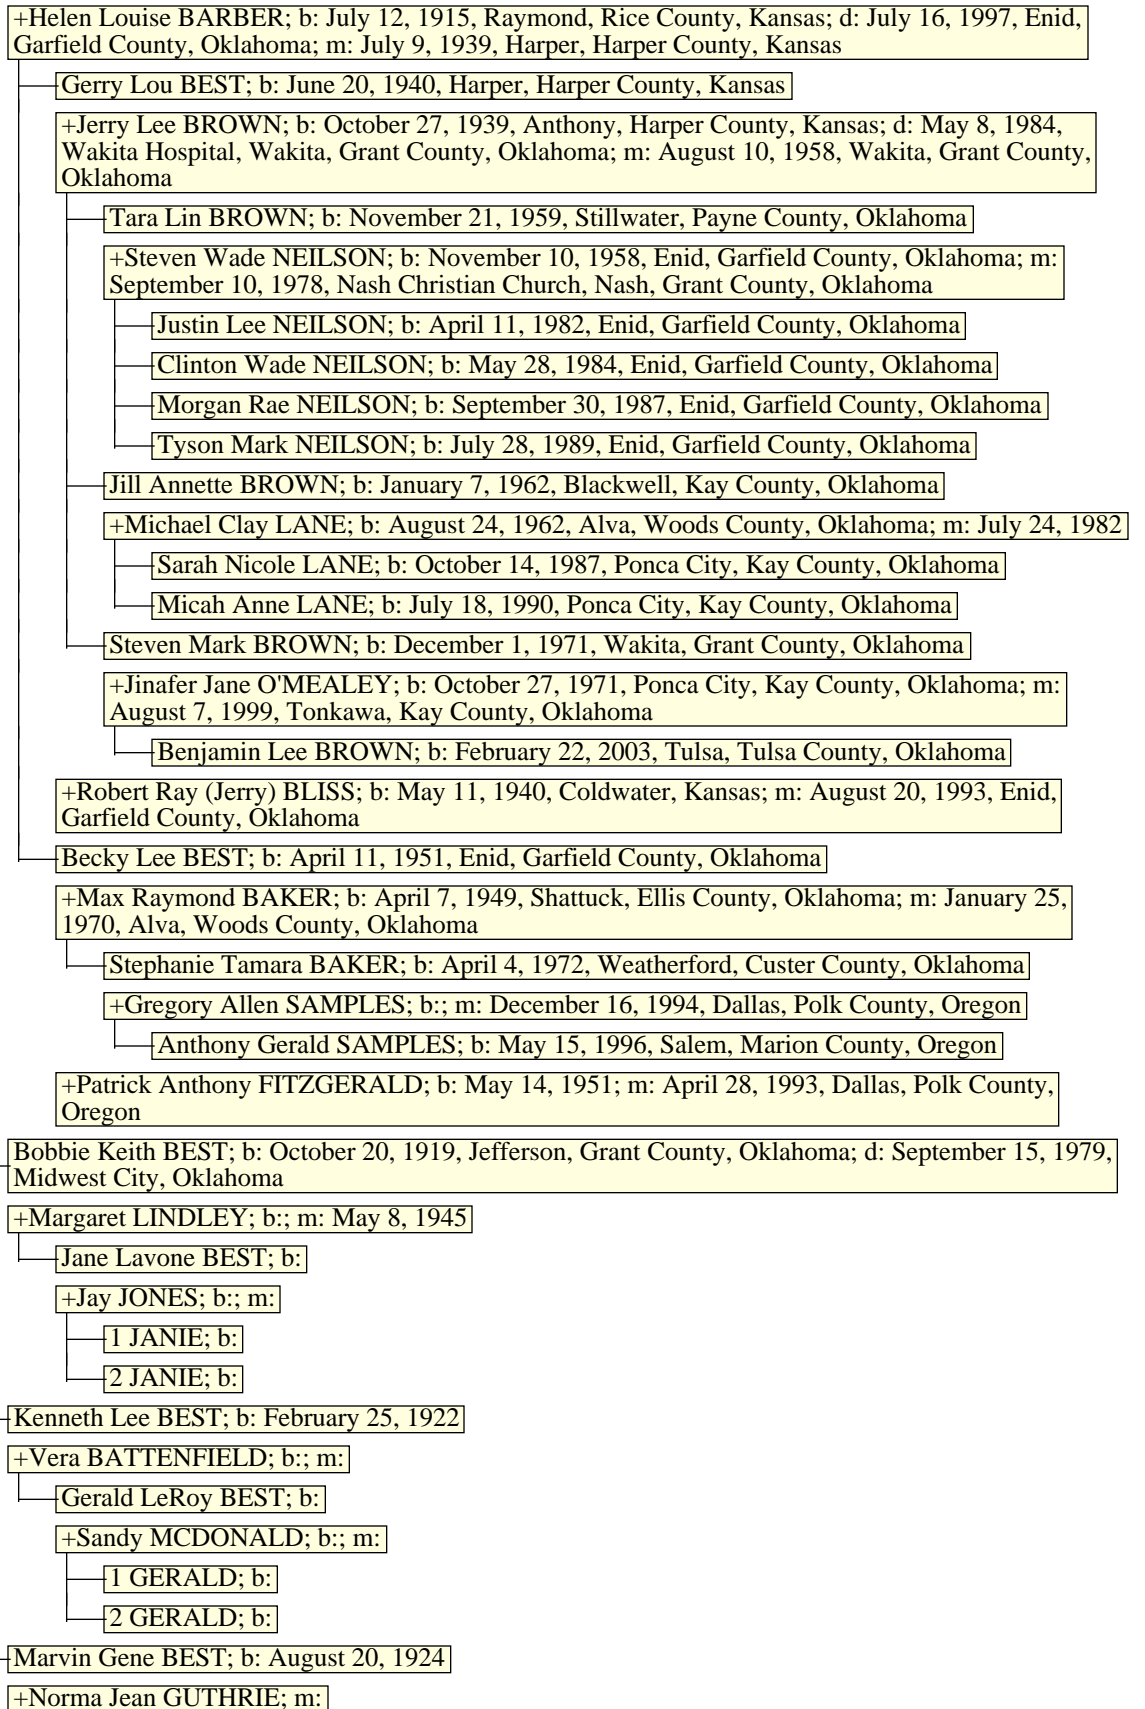 +Helen Louise BARBER; b: July 12, 1915, Raymond, Rice County, Kansas; d: July 16, 1997, Enid,
Garfield County, Oklahoma; m: July 9, 1939, Harper, Harper County, Kansas
Gerry Lou BEST; b: June 20, 1940, Harper, Harper County, Kansas
+Jerry Lee BROWN; b: October 27, 1939, Anthony, Harper County, Kansas; d: May 8, 1984,
Wakita Hospital, Wakita, Grant County, Oklahoma; m: August 10, 1958, Wakita, Grant County,
Oklahoma
Tara Lin BROWN; b: November 21, 1959, Stillwater, Payne County, Oklahoma
+Steven Wade NEILSON; b: November 10, 1958, Enid, Garfield County, Oklahoma; m:
September 10, 1978, Nash Christian Church, Nash, Grant County, Oklahoma
Justin Lee NEILSON; b: April 11, 1982, Enid, Garfield County, Oklahoma
Clinton Wade NEILSON; b: May 28, 1984, Enid, Garfield County, Oklahoma
Morgan Rae NEILSON; b: September 30, 1987, Enid, Garfield County, Oklahoma
Tyson Mark NEILSON; b: July 28, 1989, Enid, Garfield County, Oklahoma
Jill Annette BROWN; b: January 7, 1962, Blackwell, Kay County, Oklahoma
+Michael Clay LANE; b: August 24, 1962, Alva, Woods County, Oklahoma; m: July 24, 1982
Sarah Nicole LANE; b: October 14, 1987, Ponca City, Kay County, Oklahoma
Micah Anne LANE; b: July 18, 1990, Ponca City, Kay County, Oklahoma
Steven Mark BROWN; b: December 1, 1971, Wakita, Grant County, Oklahoma
+Jinafer Jane O'MEALEY; b: October 27, 1971, Ponca City, Kay County, Oklahoma; m:
August 7, 1999, Tonkawa, Kay County, Oklahoma
Benjamin Lee BROWN; b: February 22, 2003, Tulsa, Tulsa County, Oklahoma
+Robert Ray (Jerry) BLISS; b: May 11, 1940, Coldwater, Kansas; m: August 20, 1993, Enid,
Garfield County, Oklahoma
Becky Lee BEST; b: April 11, 1951, Enid, Garfield County, Oklahoma
+Max Raymond BAKER; b: April 7, 1949, Shattuck, Ellis County, Oklahoma; m: January 25,
1970, Alva, Woods County, Oklahoma
Stephanie Tamara BAKER; b: April 4, 1972, Weatherford, Custer County, Oklahoma
+Gregory Allen SAMPLES; b:; m: December 16, 1994, Dallas, Polk County, Oregon
Anthony Gerald SAMPLES; b: May 15, 1996, Salem, Marion County, Oregon
+Patrick Anthony FITZGERALD; b: May 14, 1951; m: April 28, 1993, Dallas, Polk County,
Oregon
Bobbie Keith BEST; b: October 20, 1919, Jefferson, Grant County, Oklahoma; d: September 15, 1979,
Midwest City, Oklahoma
+Margaret LINDLEY; b:; m: May 8, 1945
Jane Lavone BEST; b:
+Jay JONES; b:; m:
1 JANIE; b:
2 JANIE; b:
Kenneth Lee BEST; b: February 25, 1922
+Vera BATTENFIELD; b:; m:
Gerald LeRoy BEST; b:
+Sandy MCDONALD; b:; m:
1 GERALD; b:
2 GERALD; b:
Marvin Gene BEST; b: August 20, 1924
+Norma Jean GUTHRIE; m: